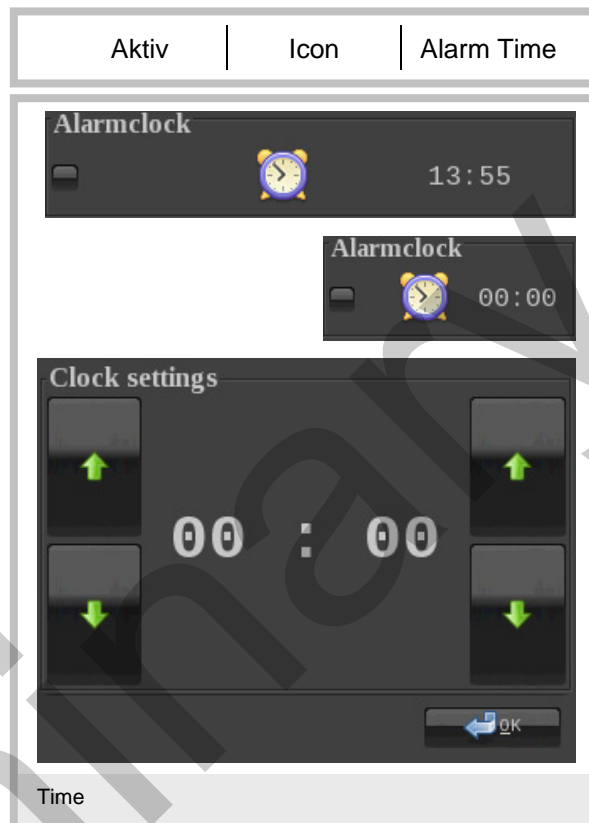 Aktiv Icon Alarm Time
Alarmclock
13:55
Alarmclock
00:00
Clock settings
00 : 00
OK
Time